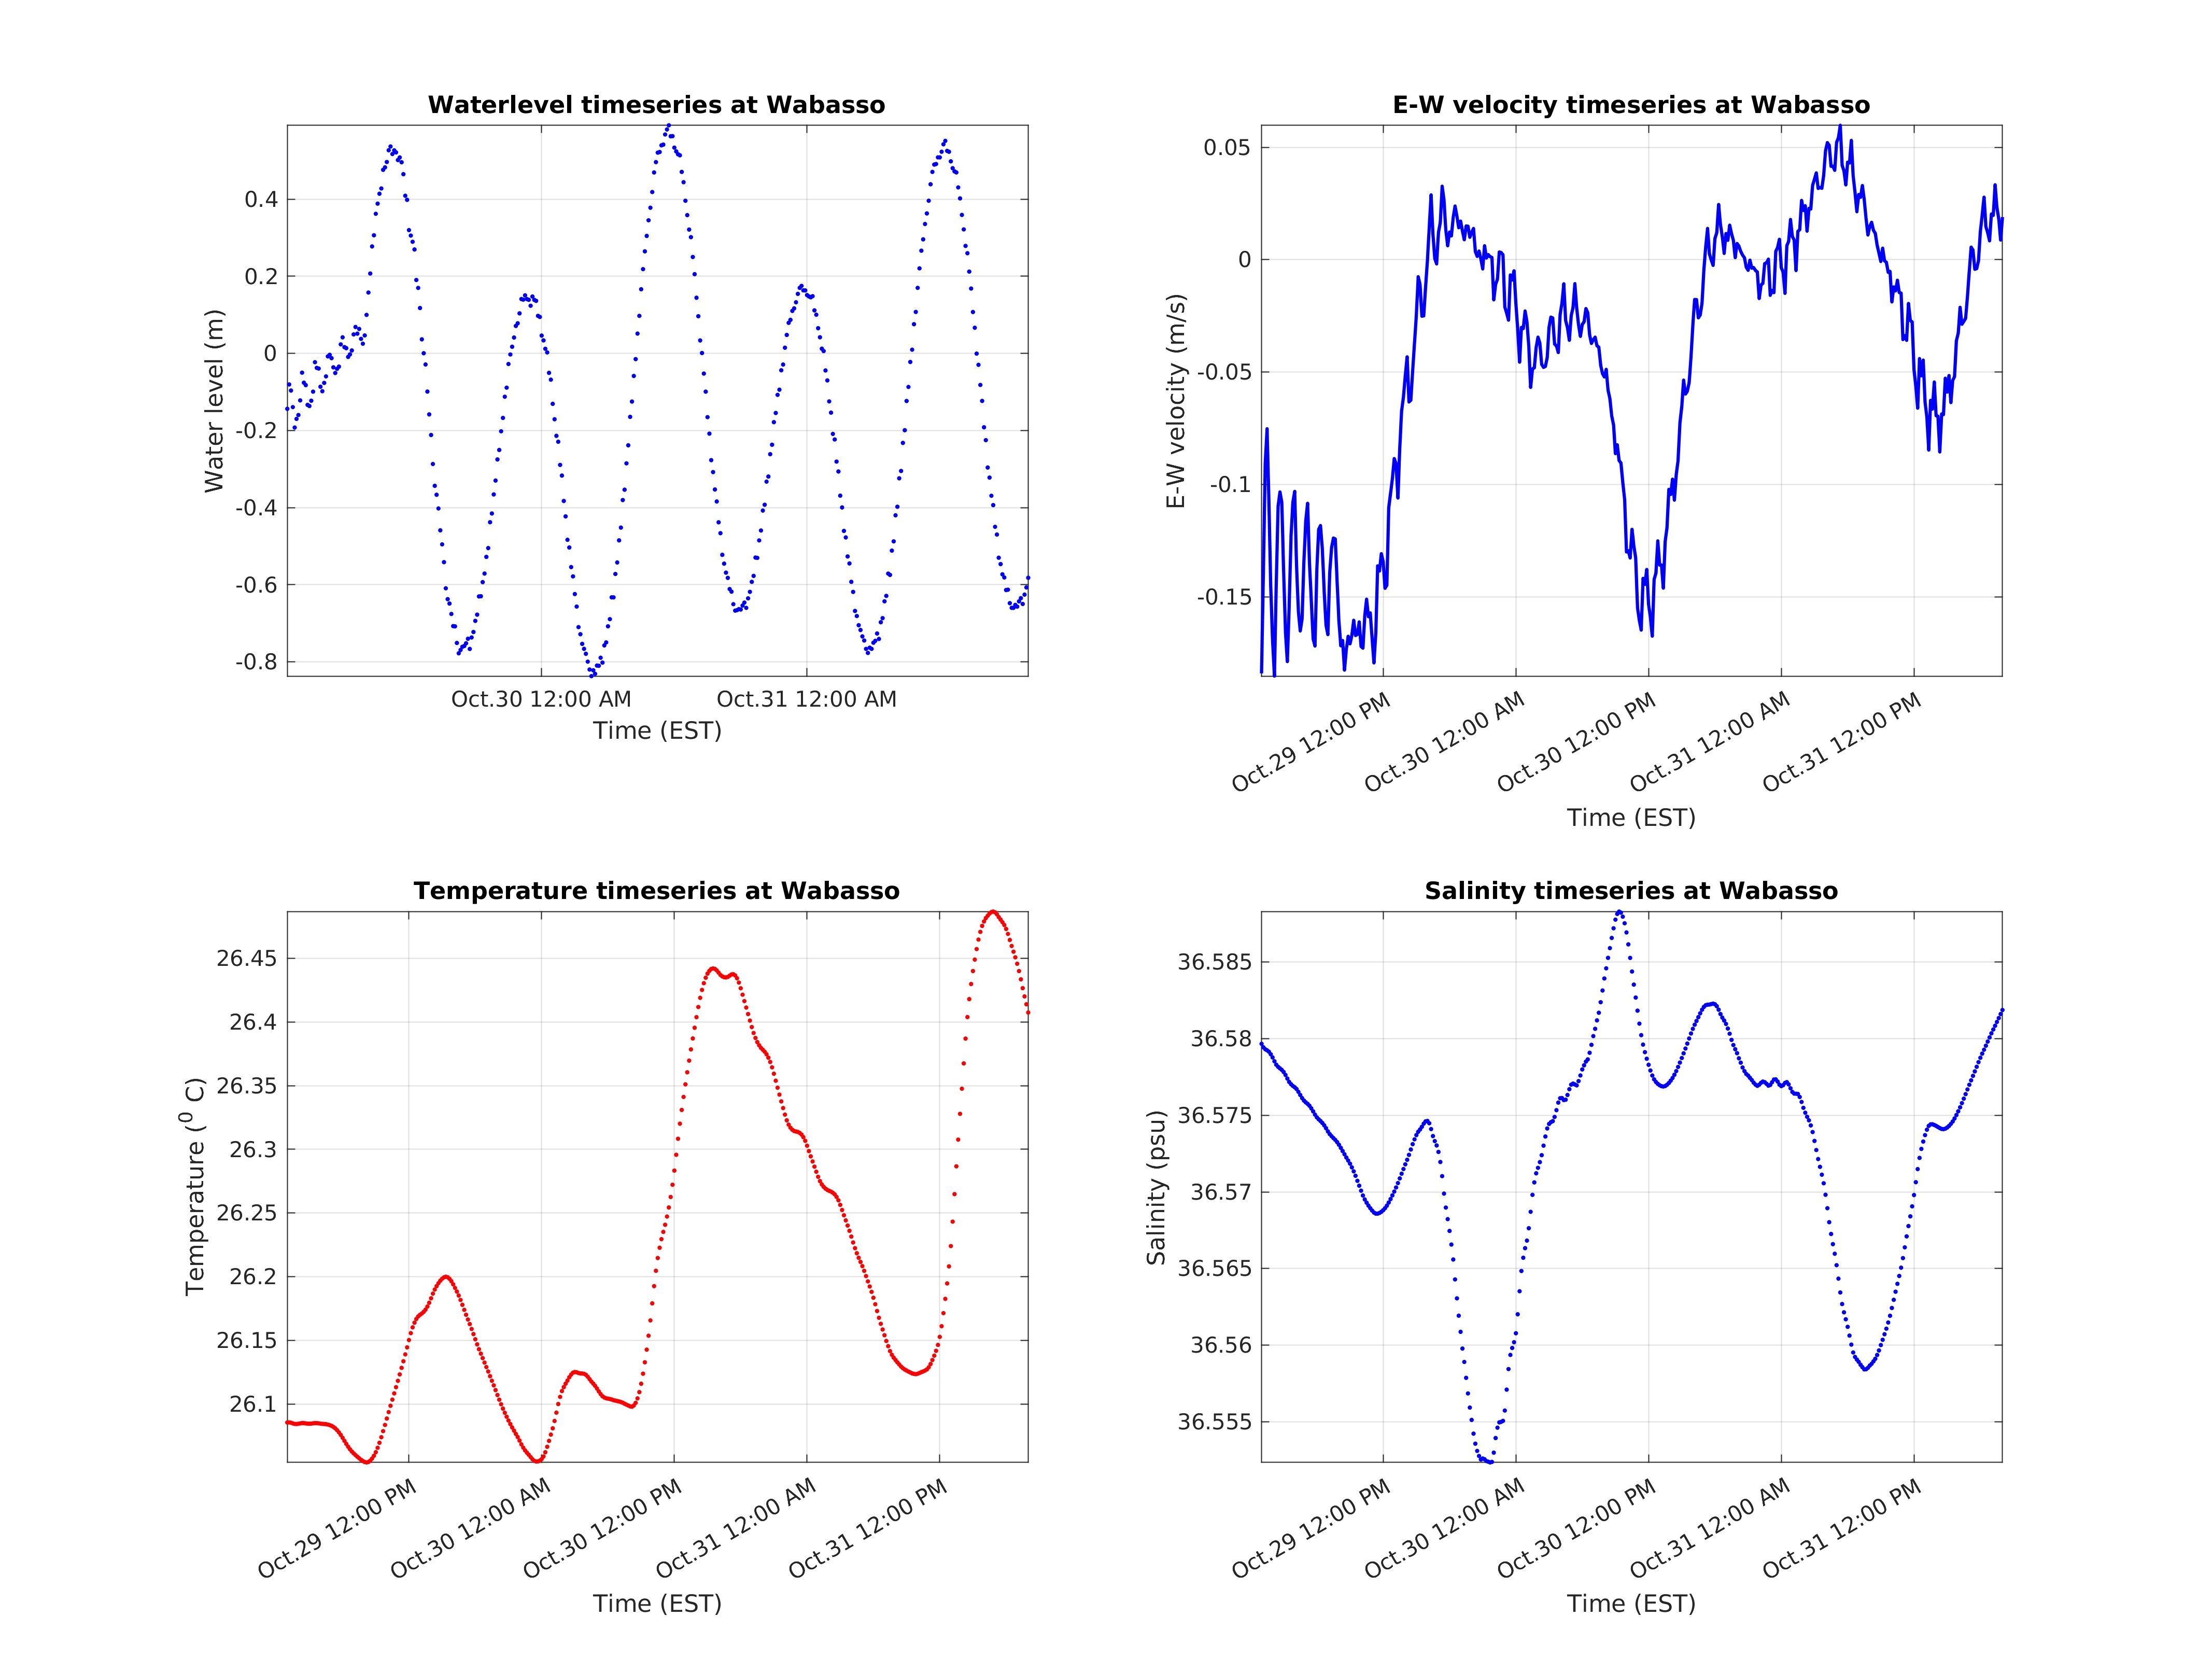 Waterlevel timeseries at Wabasso
0.4
0.2
0
-0.2
-0.4
-0.6
-0.8
Water level (m)
Oct.30 12:00 AM
Oct.31 12:00 AM
Time (EST)
E-W velocity timeseries at Wabasso
0.05
0
-0.05
-0.1
-0.15
E-W velocity (m/s)
Oct.29 12:00 PM
Oct.30 12:00 AM
Oct.30 12:00 PM
Oct.31 12:00 AM
Oct.31 12:00 PM
Time (EST)
Temperature timeseries at Wabasso
26.45
26.4
26.35
26.3
26.25
26.2
26.15
26.1
Temperature (⁰ C)
Oct.29 12:00 PM
Oct.30 12:00 AM
Oct.30 12:00 PM
Oct.31 12:00 AM
Oct.31 12:00 PM
Time (EST)
Salinity timeseries at Wabasso
36.585
36.58
36.575
36.57
36.565
36.56
36.555
Salinity (psu)
Oct.29 12:00 PM
Oct.30 12:00 AM
Oct.30 12:00 PM
Oct.31 12:00 AM
Oct.31 12:00 PM
Time (EST)